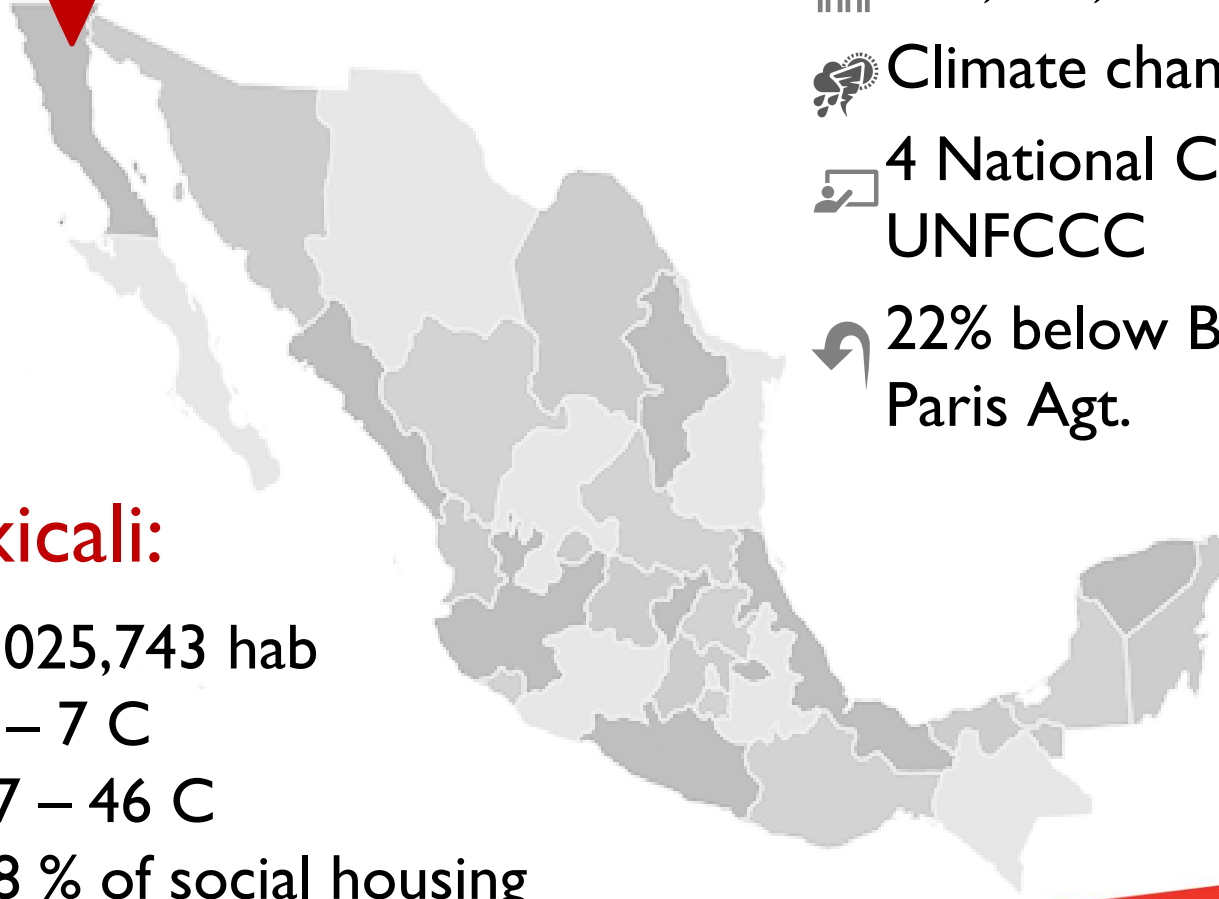 Climate chan
4 National C
UNFCCC
22% below B
Paris Agt.
xicali:
025,743 hab
– 7 C
7 – 46 C
8 % of social housing